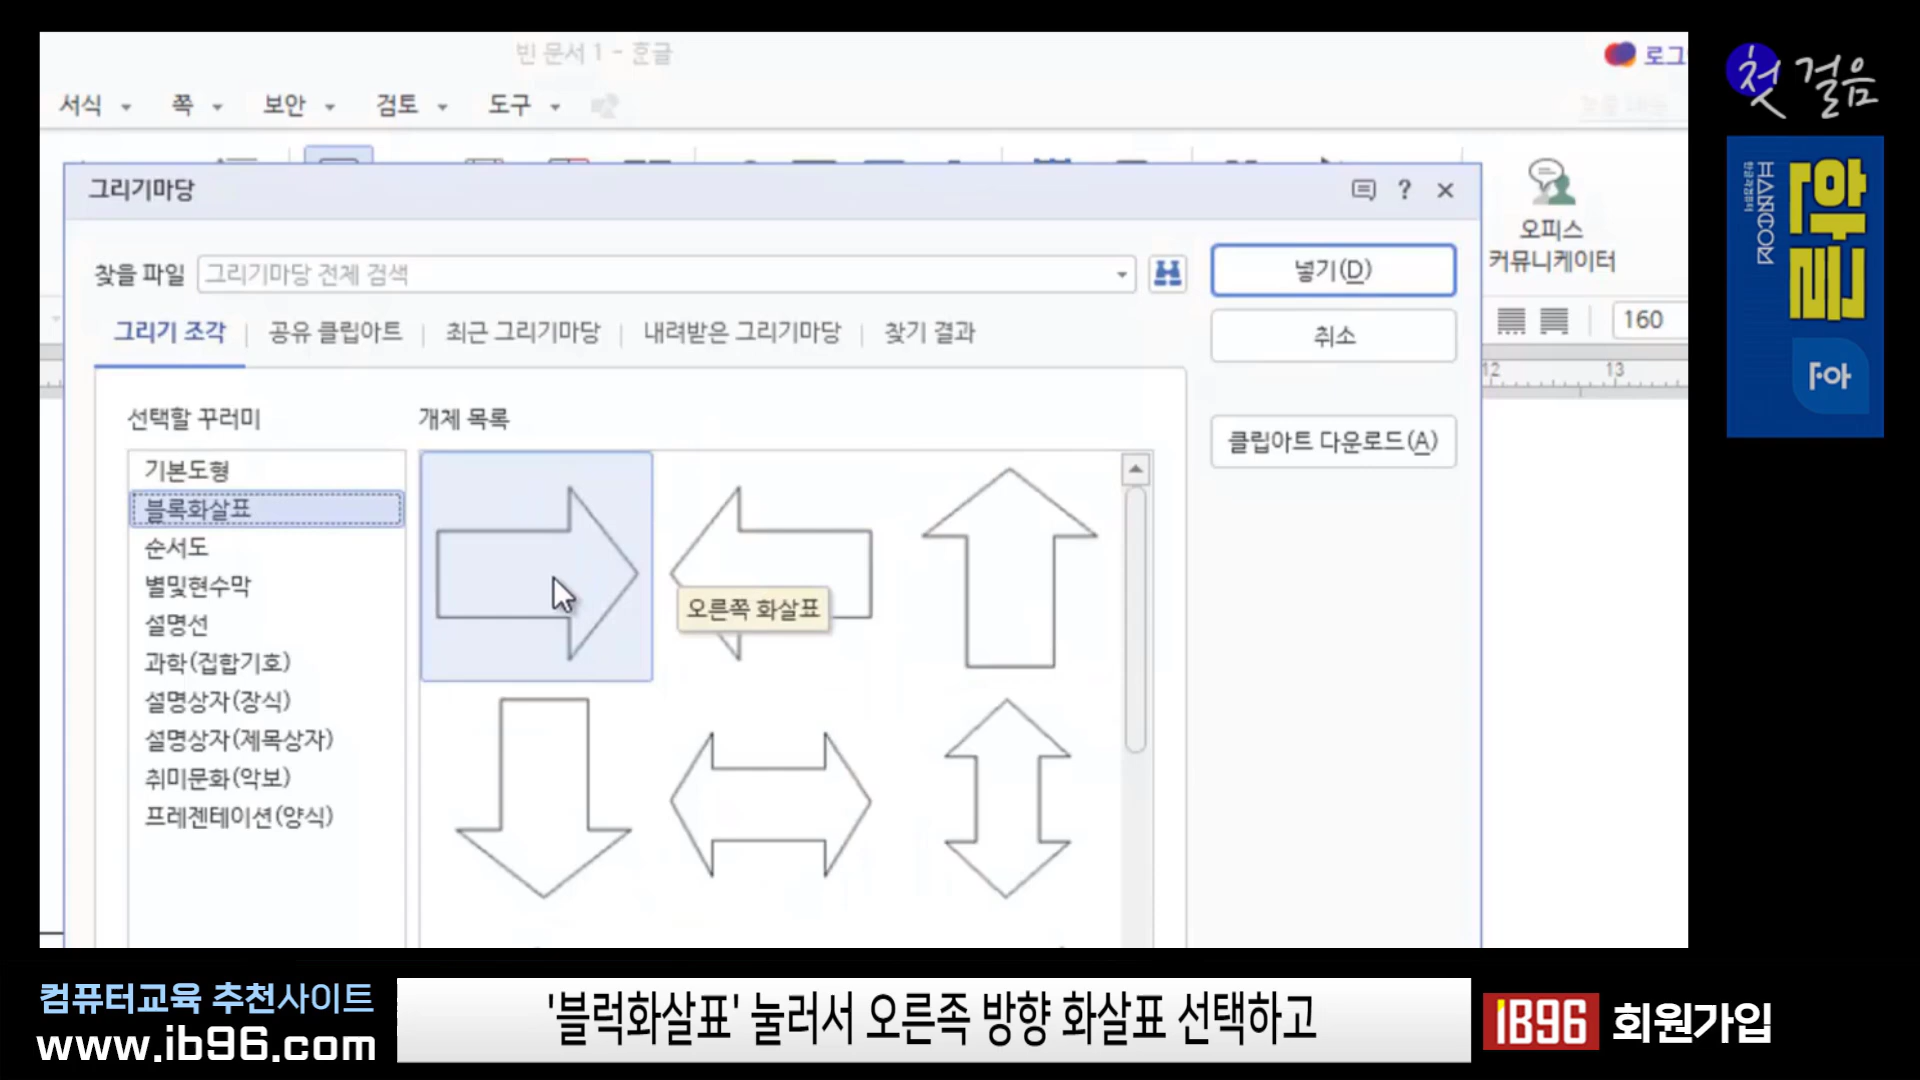 빈 문서 1 - 흔글
로그
첫 걸음
서식 쪽 보안 검토 도구
그리기마당
오피스
커뮤니케이터
한글
HANCOM
찾을 파일 그리기마당 전체 검색
넣기(D)
취소
160
그리기 조각 공유 클립아트 최근 그리기마당 내려받은 그리기마당 찾기 결과
12 13
선택할 꾸러미 개체 목록
클립아트 다운로드(A)
기본도형
블록화살표
순서도
별및현수막
설명선
과학(집합기호)
설명상자(장식)
설명상자(제목상자)
취미문화(악보)
프레젠테이션(양식)
오른쪽 화살표
컴퓨터교육 추천사이트
www.ib96.com
'블럭화살표' 눌러서 오른족 방향 화살표 선택하고
IB96 회원가입